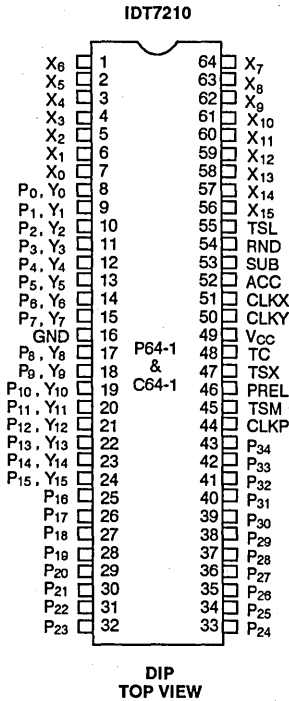 IDT7210
X6 1 64 X7
X5 2 63 X8
X4 3 62 X9
X3 4 61 X10
X2 5 60 X11
X1 6 59 X12
X0 7 58 X13
P0, Y0 8 57 X14
P1, Y1 9 56 X15
P2, Y2 10 55 TSL
P3, Y3 11 54 RND
P4, Y4 12 53 SUB
P5, Y5 13 52 ACC
P6, Y6 14 51 CLKX
P7, Y7 15 50 CLKY
GND 16 49 VCC
P8, Y8 17 P64-1 48 TC
P9, Y9 18 & 47 TSX
P10, Y10 19 C64-1 46 PREL
P11, Y11 20 45 TSM
P12, Y12 21 44 CLKP
P13, Y13 22 43 P34
P14, Y14 23 42 P33
P15, Y15 24 41 P32
P16 25 40 P31
P17 26 39 P30
P18 27 38 P29
P19 28 37 P28
P20 29 36 P27
P21 30 35 P26
P22 31 34 P25
P23 32 33 P24
DIP
TOP VIEW